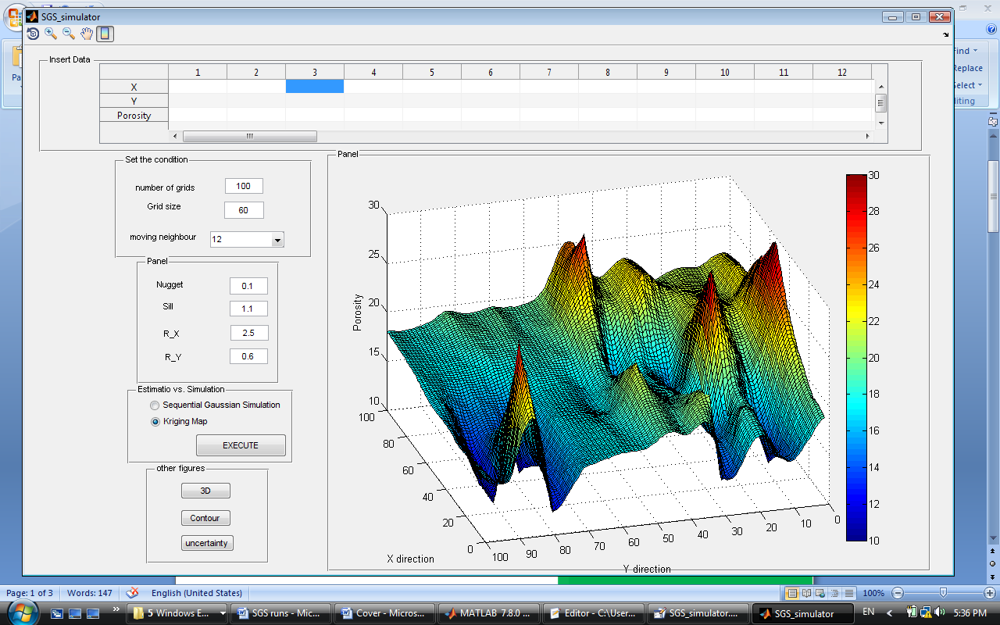 SGS_simulator
Insert Data
1 2 3 4 5 6 7 8 9 10 11 12
X
Y
Porosity
Find
Replace
Select
Pa
Set the condition
number of grids 100
Grid size 60
moving neighbour 12
Panel
Nugget 0.1
Sill 1.1
R_X 2.5
R_Y 0.6
Estimatio vs. Simulation
Sequential Gaussian Simulation
Kriging Map
EXECUTE
other figures
3D
Contour
uncertainty
Panel
30
25
20
15
10
Porosity
100
80
60
40
20
0
X direction
100 90 80 70 60 50 40 30 20 10 0
Y direction
30
28
26
24
22
20
18
16
14
12
10
Page: 1 of 3 Words: 147 English (United States) 100%
5 Windows E... SGS runs - Mic... Cover - Micros... MATLAB 7.8.0 ... Editor - C:\User... SGS_simulator.... SGS_simulator EN 5:36 PM